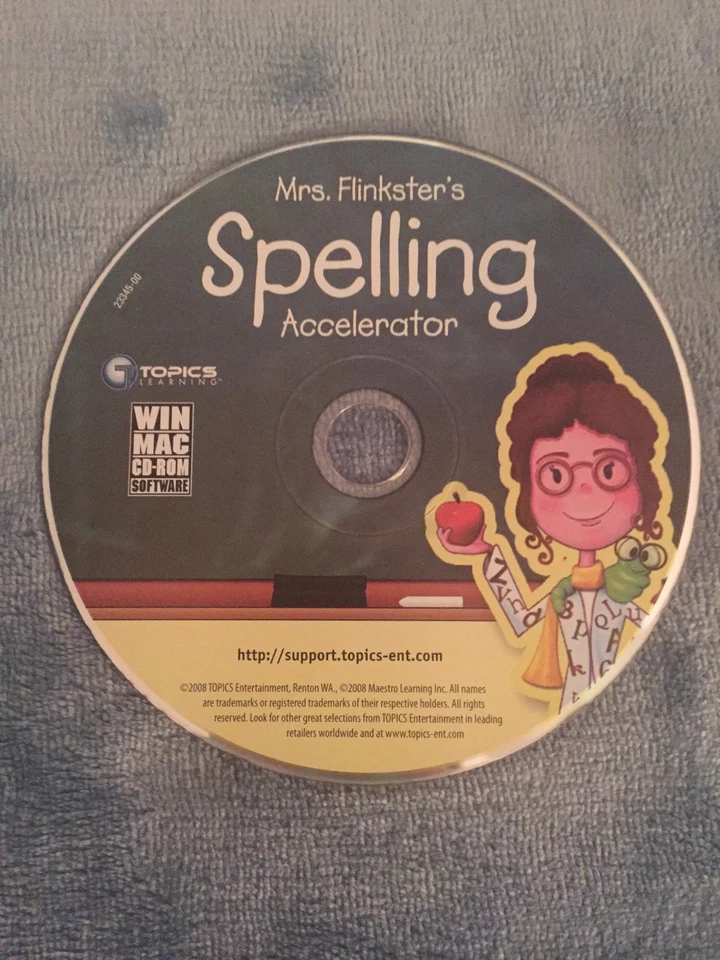 Mrs. Flinkster's
Spelling
Accelerator
23345-00
TOPICS
LEARNING™
WIN
MAC
CD-ROM
SOFTWARE
http://support.topics-ent.com
©2008 TOPICS Entertainment, Renton WA., ©2008 Maestro Learning Inc. All names
are trademarks or registered trademarks of their respective holders. All rights
reserved. Look for other great selections from TOPICS Entertainment in leading
retailers worldwide and at www.topics-ent.com